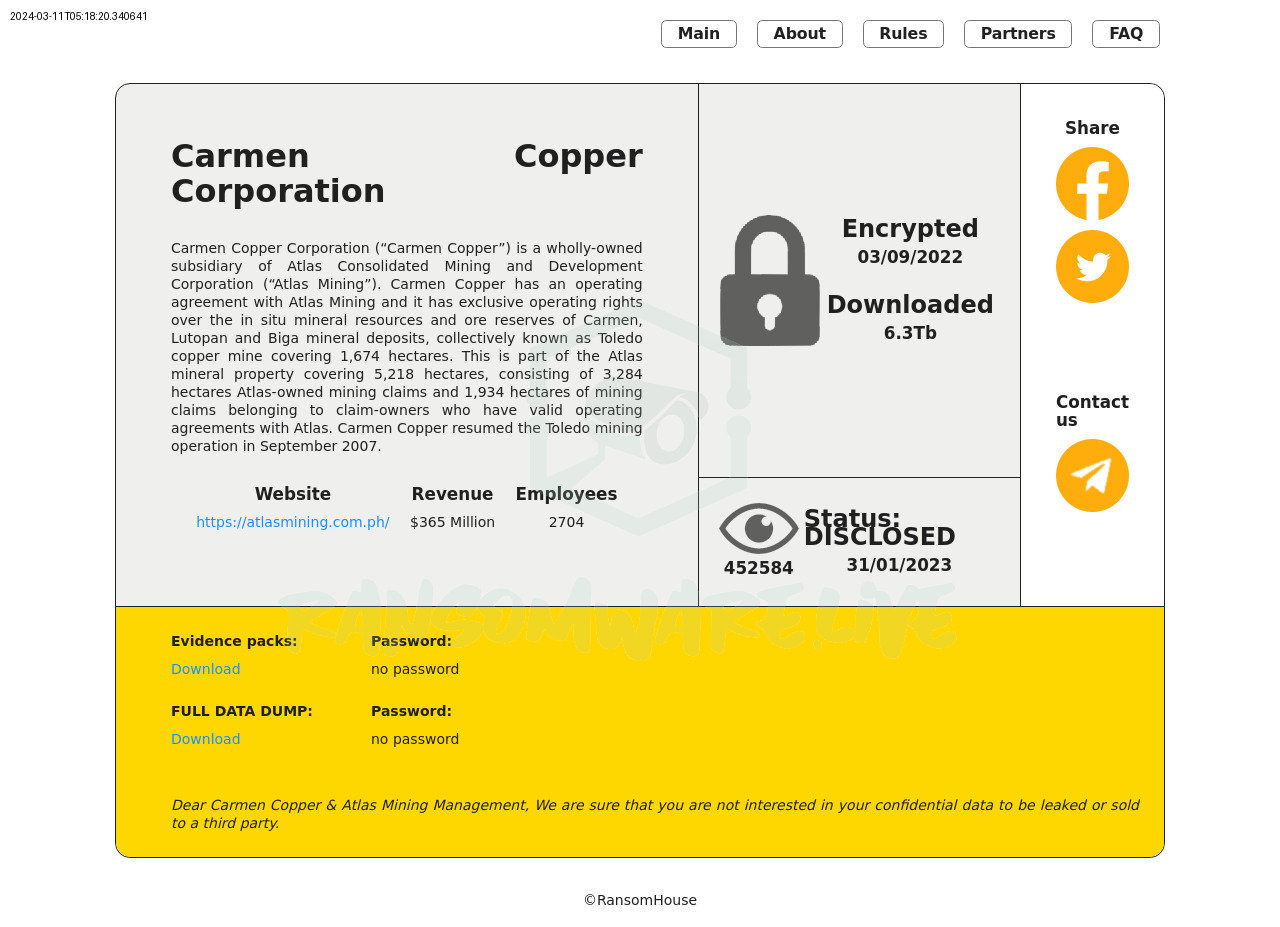 2024-03-11T05:18:20.340641
Main
About
Rules
Partners
FAQ
Carmen Copper
Corporation
Carmen Copper Corporation (“Carmen Copper”) is a wholly-owned
subsidiary of Atlas Consolidated Mining and Development
Corporation (“Atlas Mining”). Carmen Copper has an operating
agreement with Atlas Mining and it has exclusive operating rights
over the in situ mineral resources and ore reserves of Carmen,
Lutopan and Biga mineral deposits, collectively known as Toledo
copper mine covering 1,674 hectares. This is part of the Atlas
mineral property covering 5,218 hectares, consisting of 3,284
hectares Atlas-owned mining claims and 1,934 hectares of mining
claims belonging to claim-owners who have valid operating
agreements with Atlas. Carmen Copper resumed the Toledo mining
operation in September 2007.
Website Revenue Employees
https://atlasmining.com.ph/ $365 Million 2704
Encrypted
03/09/2022
Downloaded
6.3Tb
Status:
DISCLOSED
452584
31/01/2023
Share
Contact
us
RANSOMWARE.LIVE
Evidence packs: Password:
Download no password
FULL DATA DUMP: Password:
Download no password
Dear Carmen Copper & Atlas Mining Management, We are sure that you are not interested in your confidential data to be leaked or sold
to a third party.
©RansomHouse